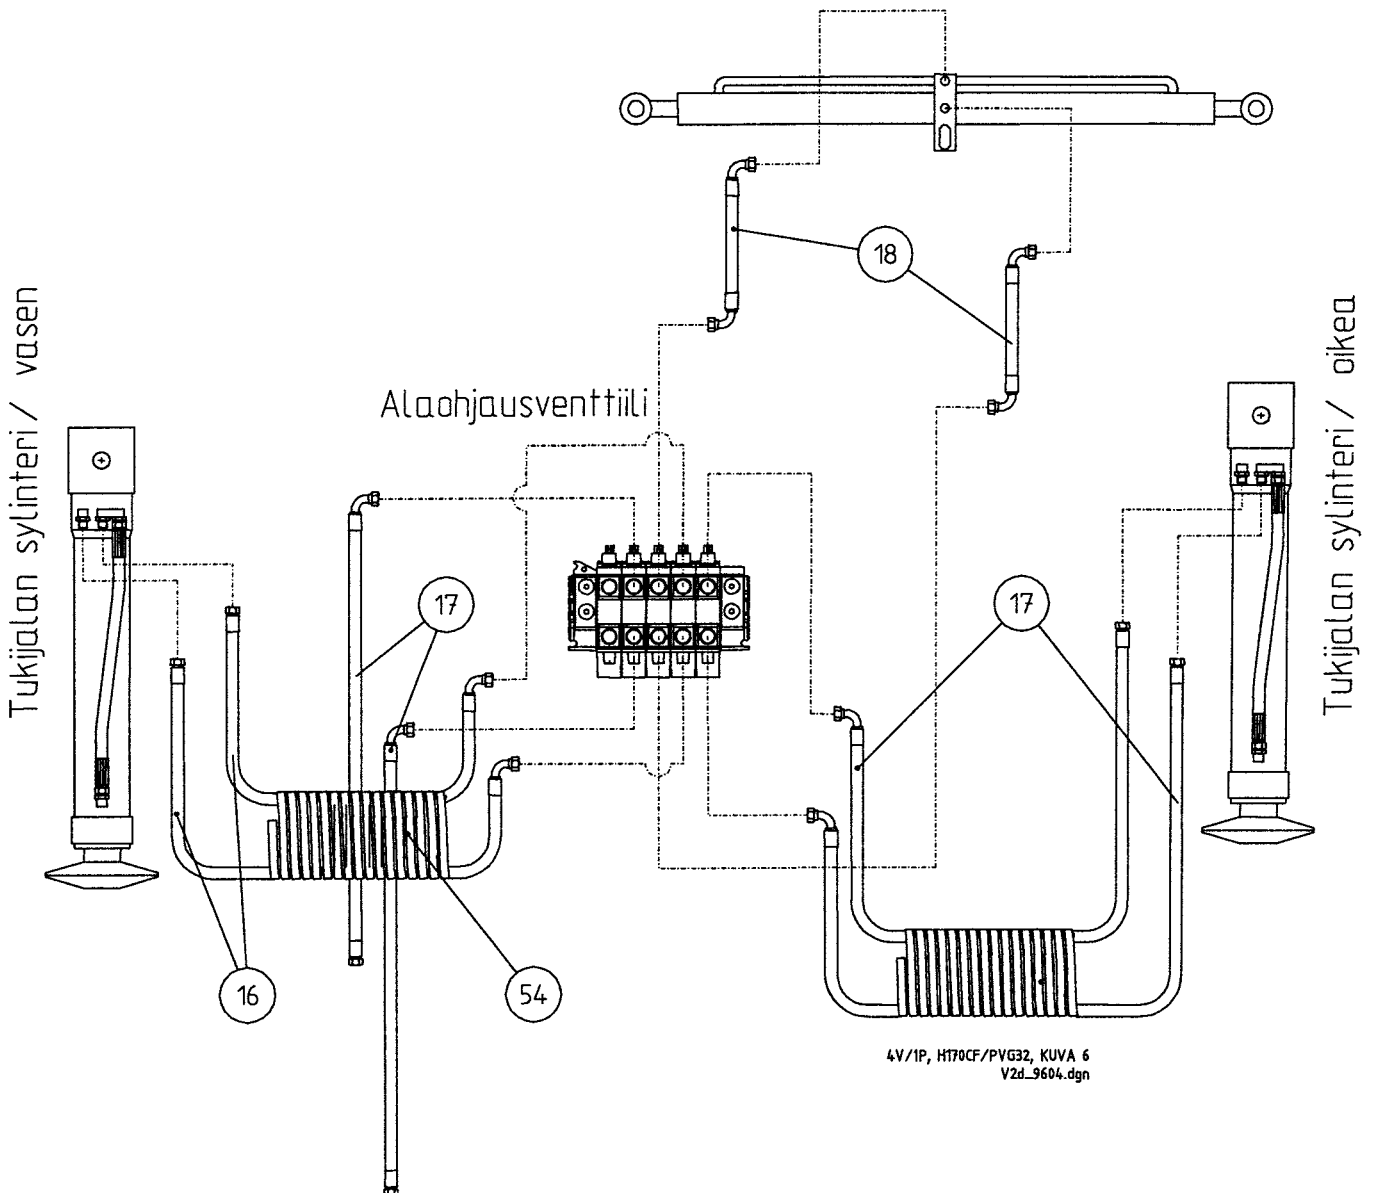 18
Tukijalan sylinteri / vasen
Tukijalan sylinteri / oikea
Alaohjausventtiili
17
17
16
54
4V/1P, H170CF/PVG32, KUVA 6
V2d_9604.dgn